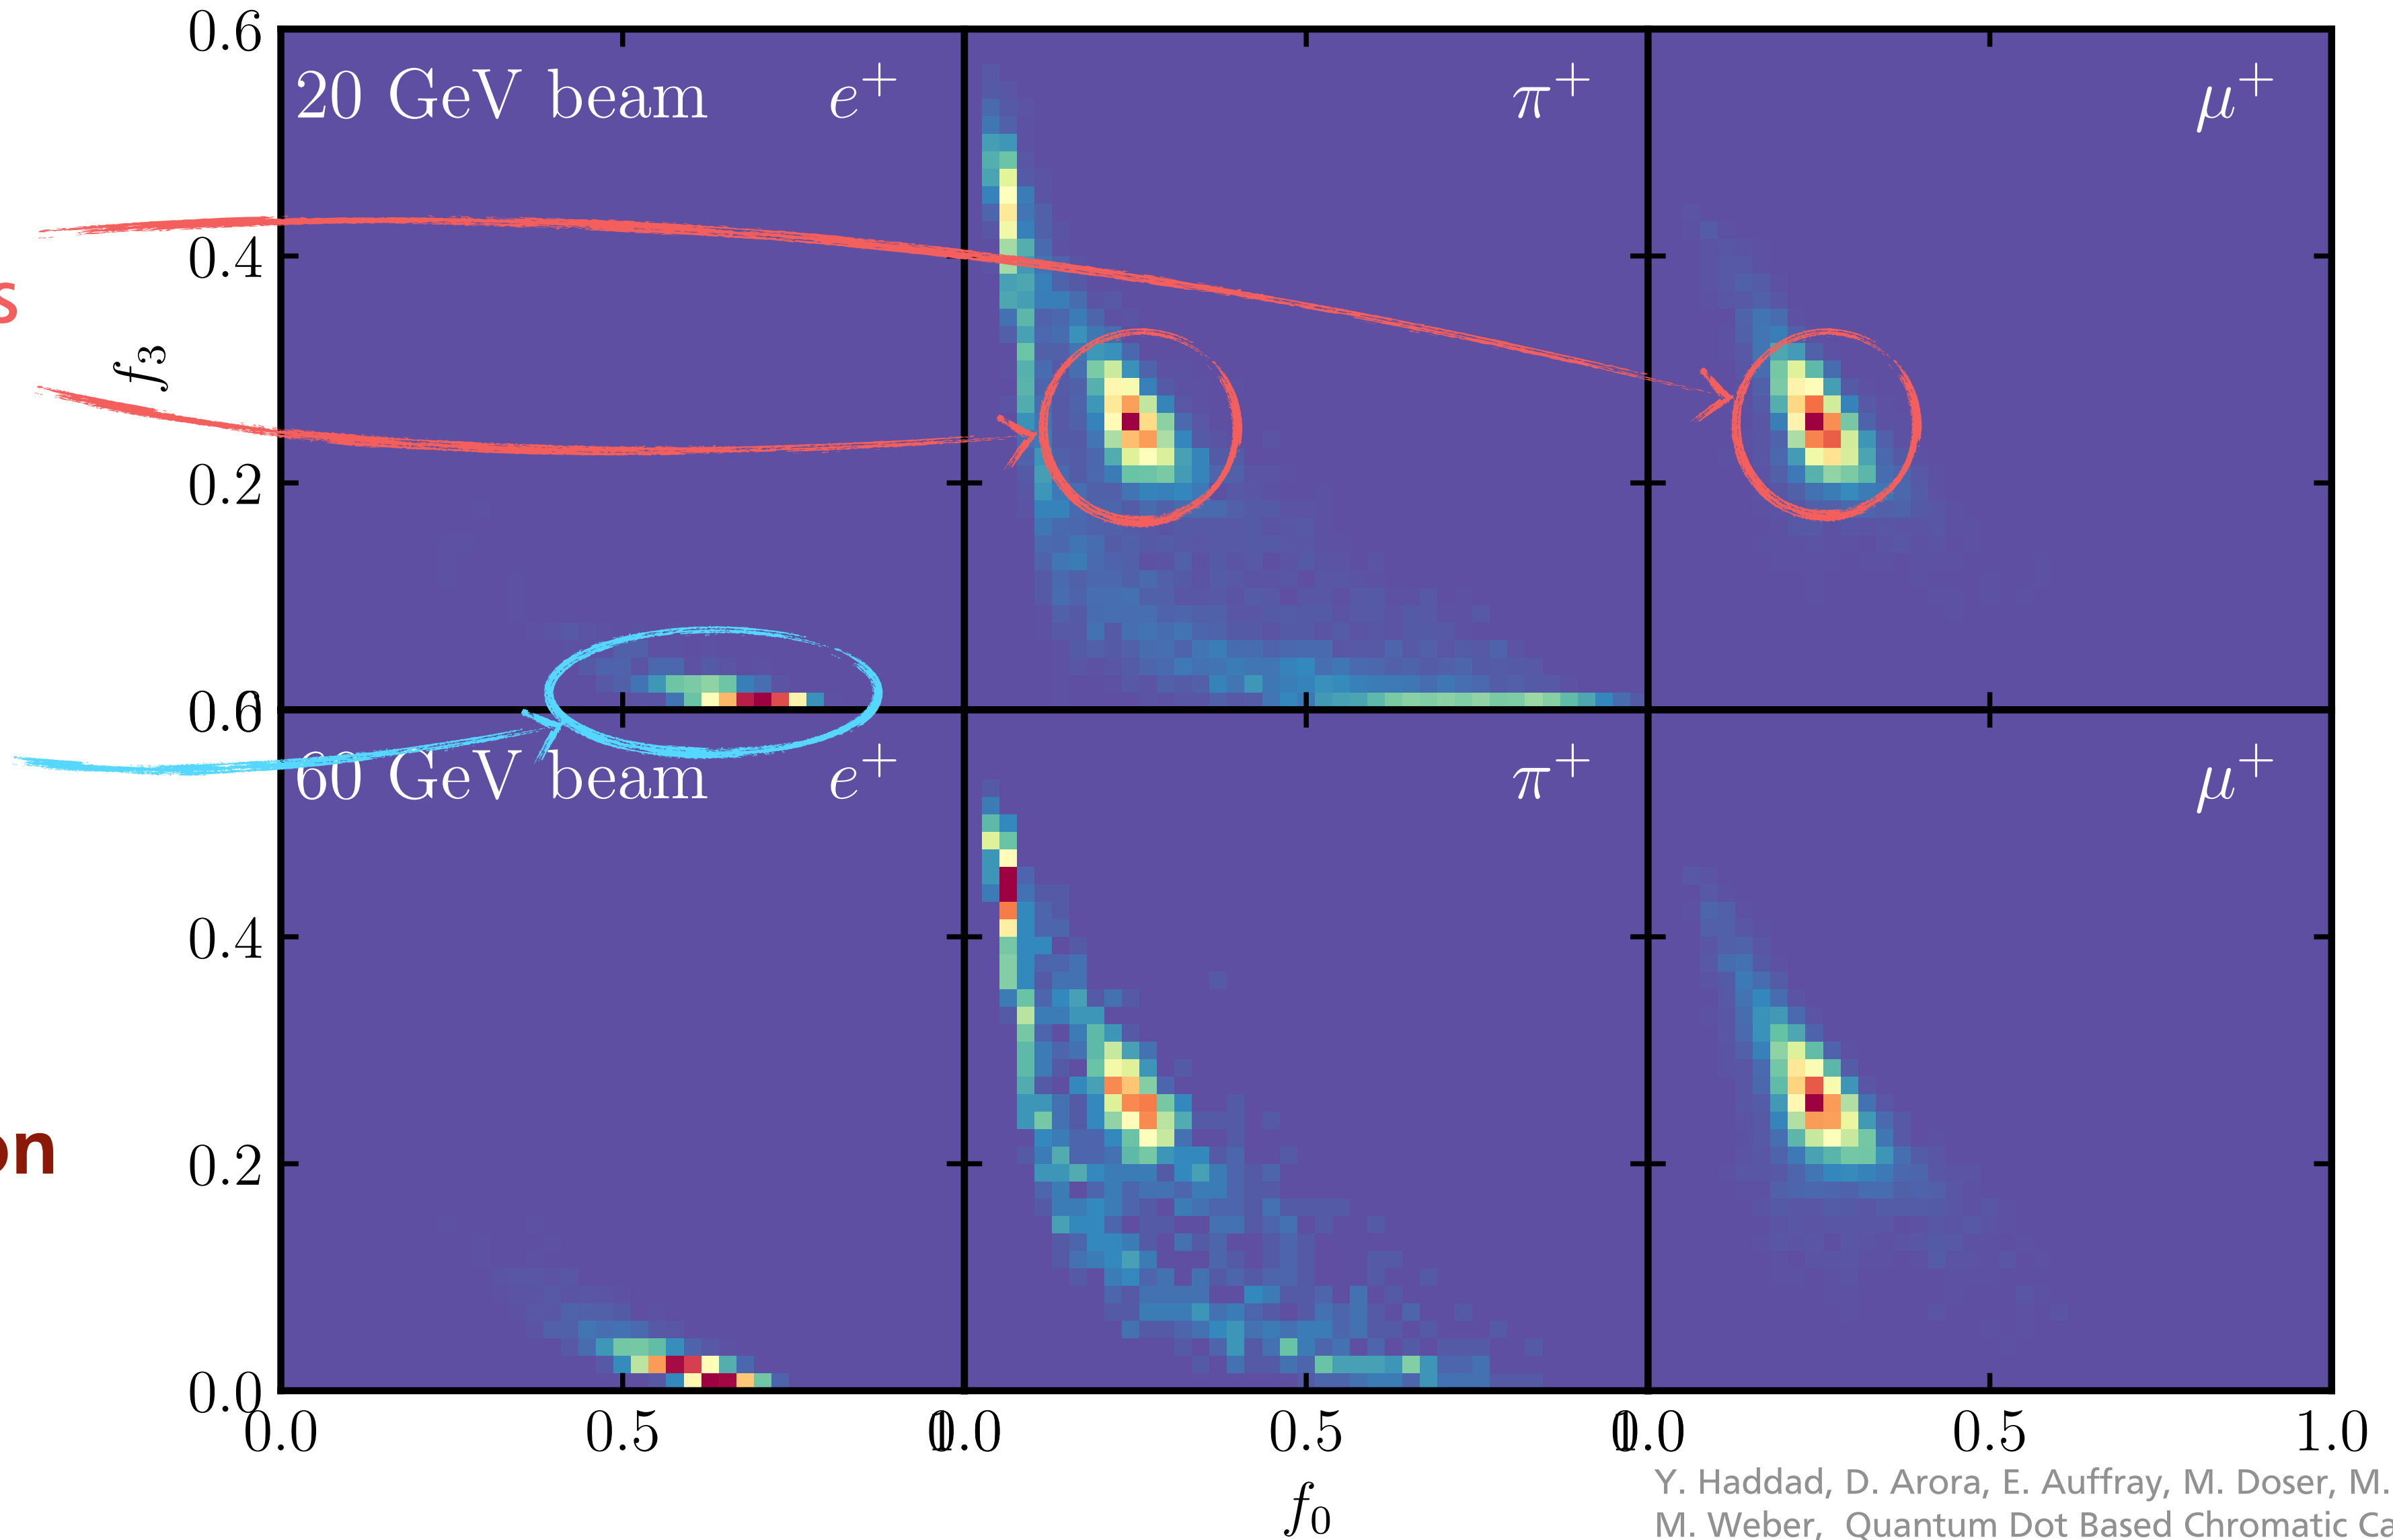 0.6
20 GeV beam e⁺ π⁺ μ⁺
0.4
s
f₃
0.2
0.0
60 GeV beam e⁺ π⁺ μ⁺
0.4
on
0.2
0.0
0.0 0.5 0.0 0.5 0.0 0.5 1.0
f₀
Y. Haddad, D. Arora, E. Auffray, M. Doser, M.
M. Weber, Quantum Dot Based Chromatic Ca